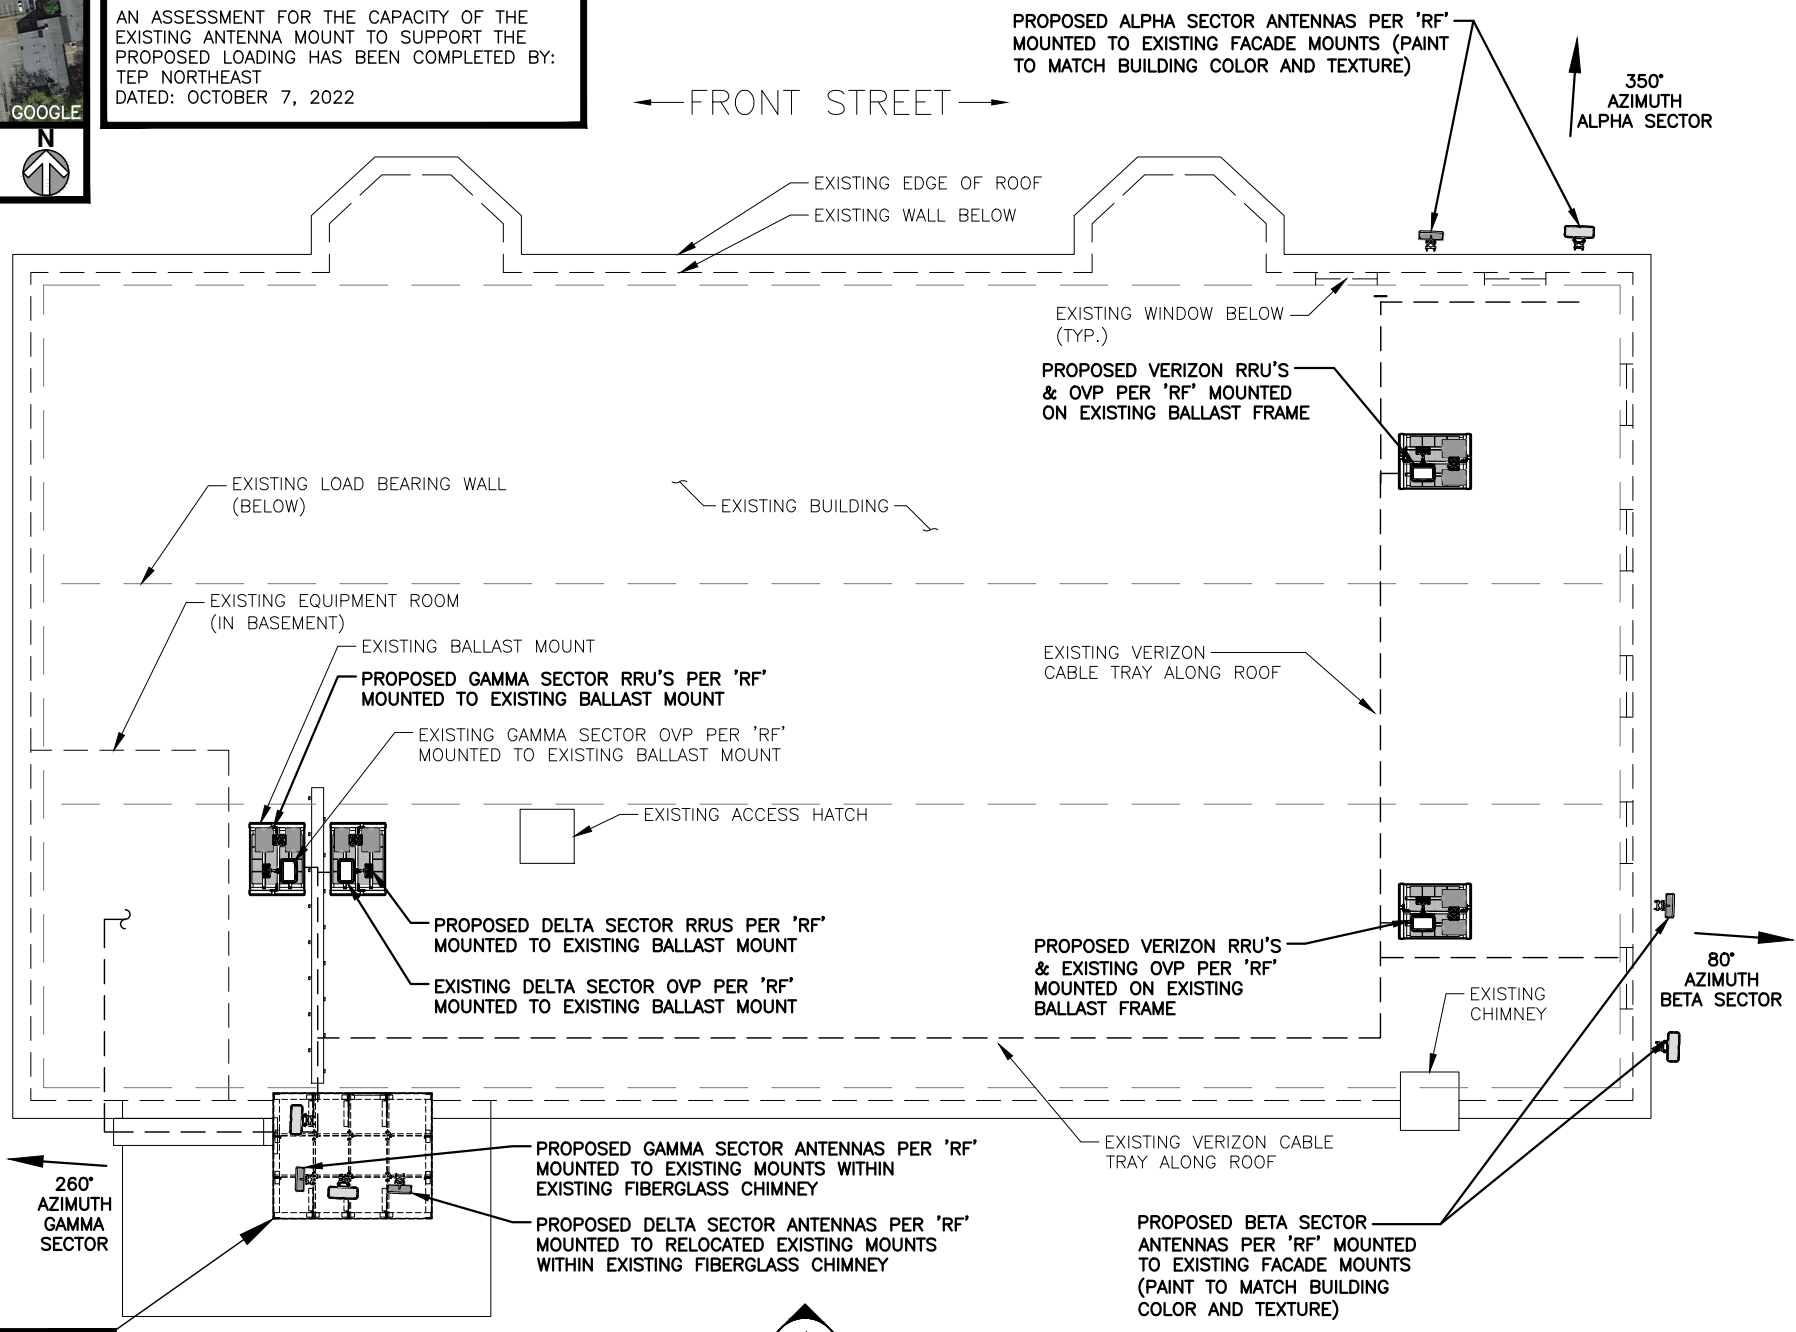 AN ASSESSMENT FOR THE CAPACITY OF THE
EXISTING ANTENNA MOUNT TO SUPPORT THE
PROPOSED LOADING HAS BEEN COMPLETED BY:
TEP NORTHEAST
DATED: OCTOBER 7, 2022
GOOGLE
N
FRONT STREET
PROPOSED ALPHA SECTOR ANTENNAS PER 'RF'
MOUNTED TO EXISTING FACADE MOUNTS (PAINT
TO MATCH BUILDING COLOR AND TEXTURE)
350°
AZIMUTH
ALPHA SECTOR
EXISTING EDGE OF ROOF
EXISTING WALL BELOW
EXISTING WINDOW BELOW
(TYP.)
PROPOSED VERIZON RRU'S
& OVP PER 'RF' MOUNTED
ON EXISTING BALLAST FRAME
EXISTING LOAD BEARING WALL
(BELOW)
EXISTING BUILDING
EXISTING EQUIPMENT ROOM
(IN BASEMENT)
EXISTING BALLAST MOUNT
PROPOSED GAMMA SECTOR RRU'S PER 'RF'
MOUNTED TO EXISTING BALLAST MOUNT
EXISTING GAMMA SECTOR OVP PER 'RF'
MOUNTED TO EXISTING BALLAST MOUNT
EXISTING VERIZON
CABLE TRAY ALONG ROOF
EXISTING ACCESS HATCH
PROPOSED DELTA SECTOR RRUS PER 'RF'
MOUNTED TO EXISTING BALLAST MOUNT
EXISTING DELTA SECTOR OVP PER 'RF'
MOUNTED TO EXISTING BALLAST MOUNT
PROPOSED VERIZON RRU'S
& EXISTING OVP PER 'RF'
MOUNTED ON EXISTING
BALLAST FRAME
80°
AZIMUTH
BETA SECTOR
EXISTING
CHIMNEY
EXISTING VERIZON CABLE
TRAY ALONG ROOF
PROPOSED GAMMA SECTOR ANTENNAS PER 'RF'
MOUNTED TO EXISTING MOUNTS WITHIN
EXISTING FIBERGLASS CHIMNEY
260°
AZIMUTH
GAMMA
SECTOR
PROPOSED DELTA SECTOR ANTENNAS PER 'RF'
MOUNTED TO RELOCATED EXISTING MOUNTS
WITHIN EXISTING FIBERGLASS CHIMNEY
PROPOSED BETA SECTOR
ANTENNAS PER 'RF' MOUNTED
TO EXISTING FACADE MOUNTS
(PAINT TO MATCH BUILDING
COLOR AND TEXTURE)